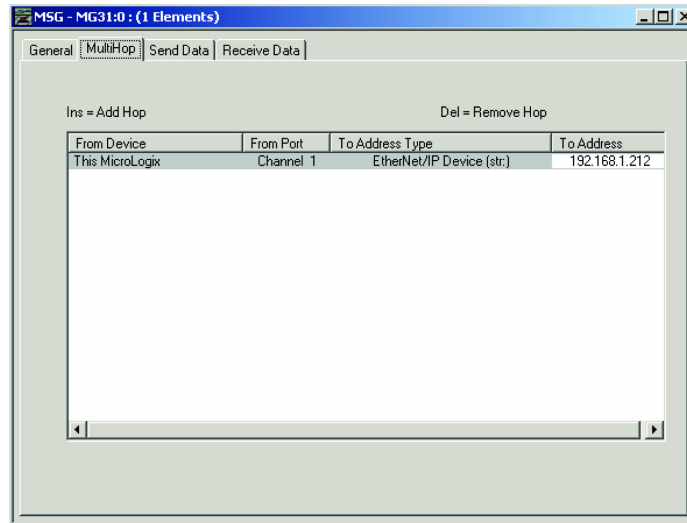 MSG - MG31:0 : (1 Elements)
General MultiHop Send Data Receive Data
Ins = Add Hop Del = Remove Hop
From Device From Port To Address Type To Address
This MicroLogix Channel 1 EtherNet/IP Device (str:) 192.168.1.212